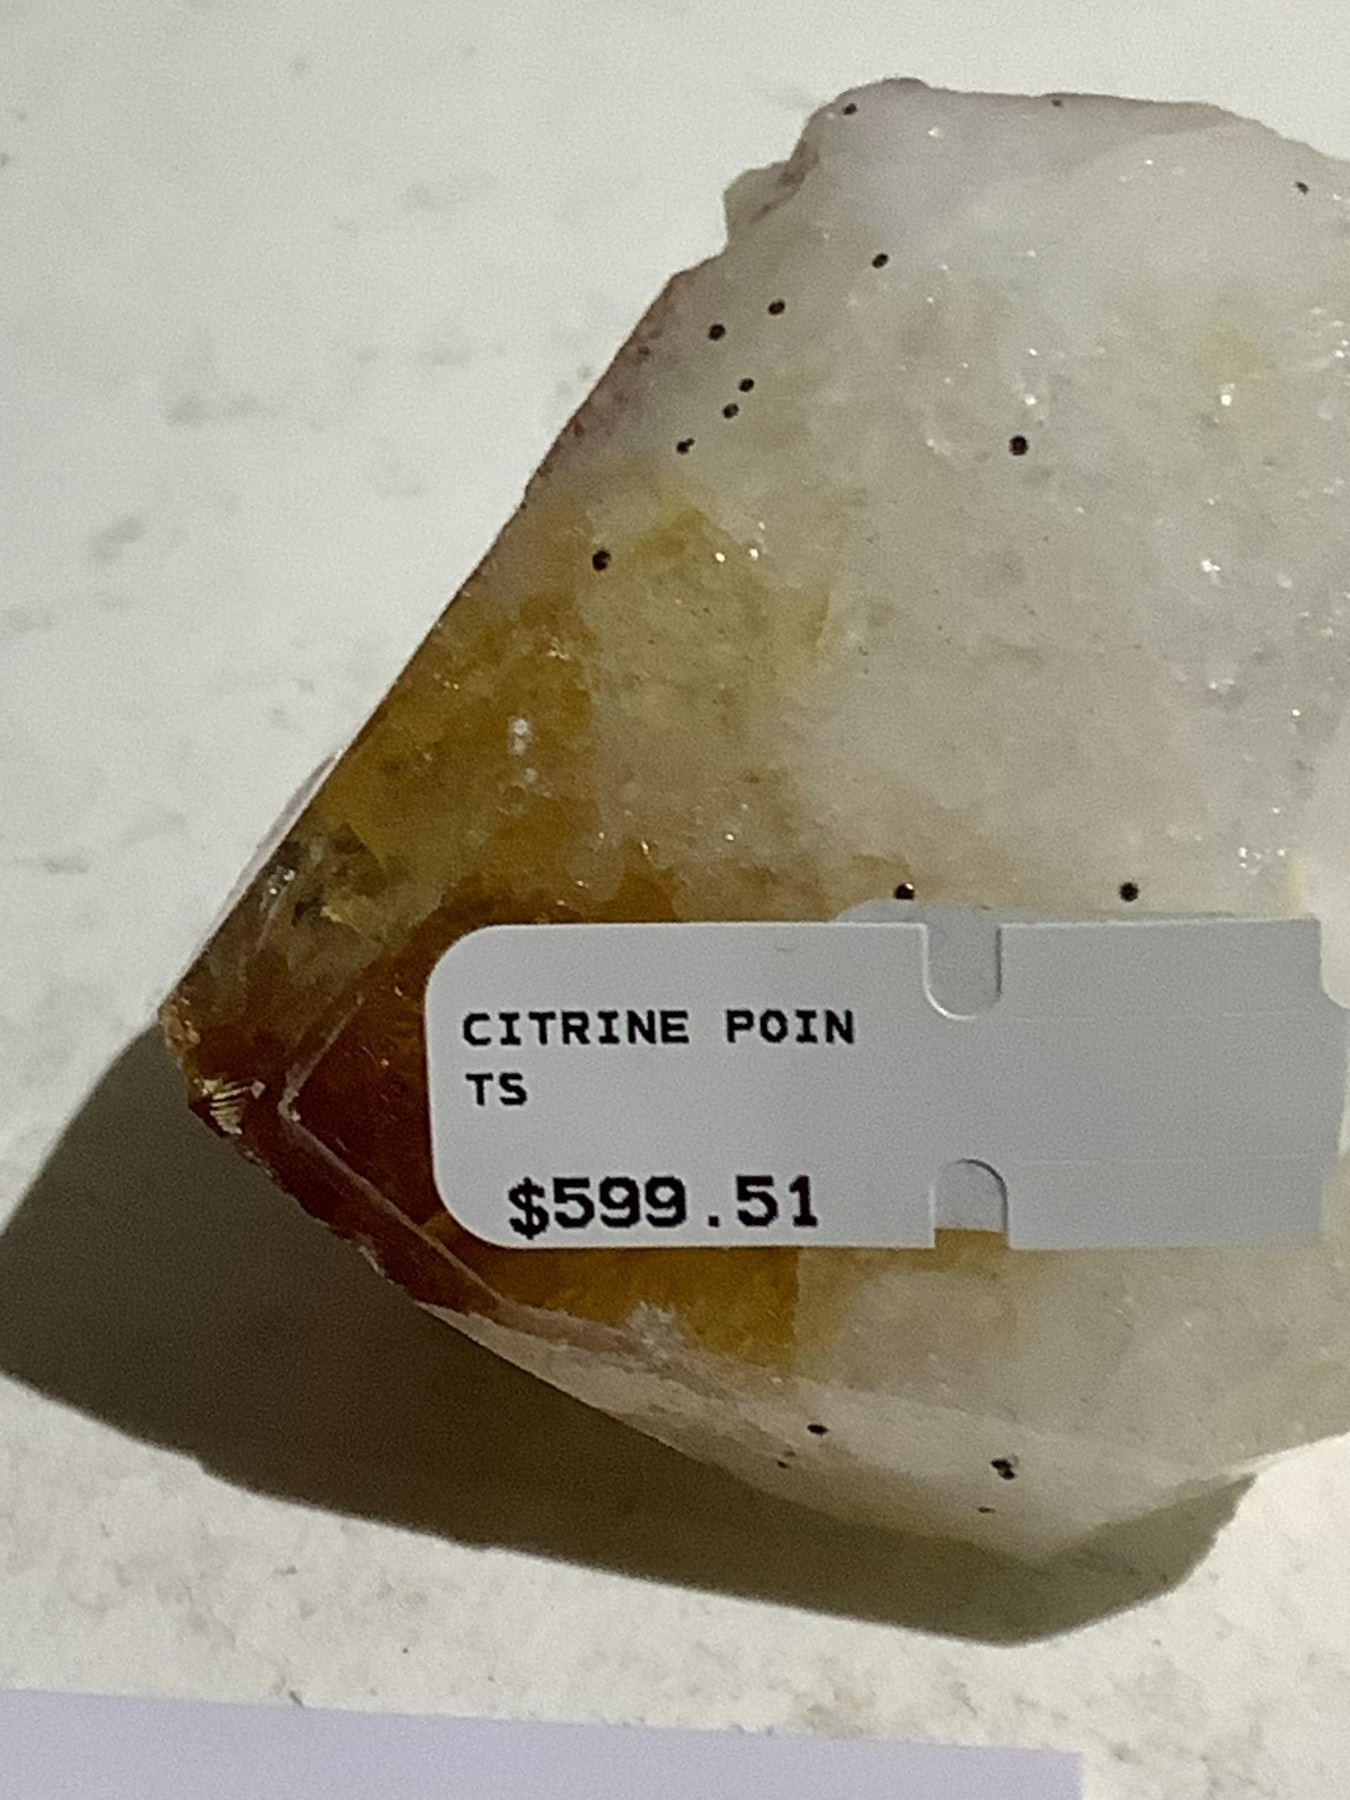 CITRINE POIN
TS
$599.51